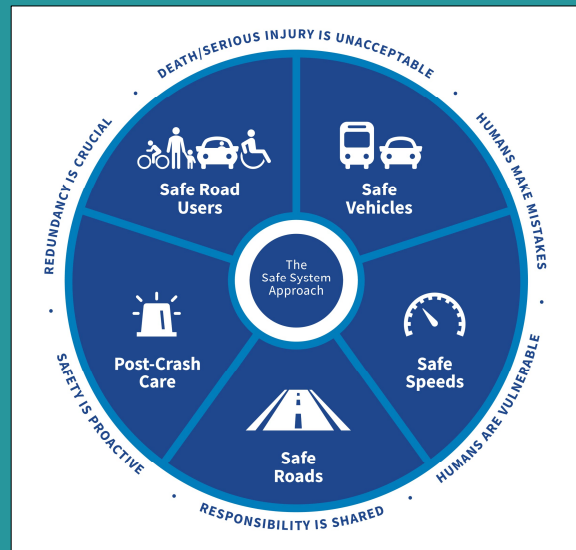 DEATH/SERIOUS INJURY IS UNACCEPTABLE
HUMANS MAKE MISTAKES
HUMANS ARE VULNERABLE
RESPONSIBILITY IS SHARED
SAFETY IS PROACTIVE
REDUNDANCY IS CRUCIAL
Safe Road
Users
Safe
Vehicles
The
Safe System
Approach
Safe
Speeds
Safe
Roads
Post-Crash
Care